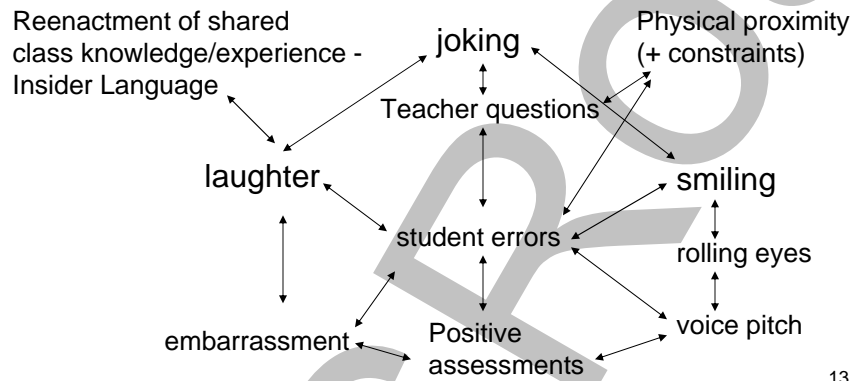 Reenactment of shared
class knowledge/experience -
Insider Language
joking
Physical proximity
(+ constraints)
Teacher questions
laughter
smiling
student errors
rolling eyes
embarrassment
Positive
assessments
voice pitch
13